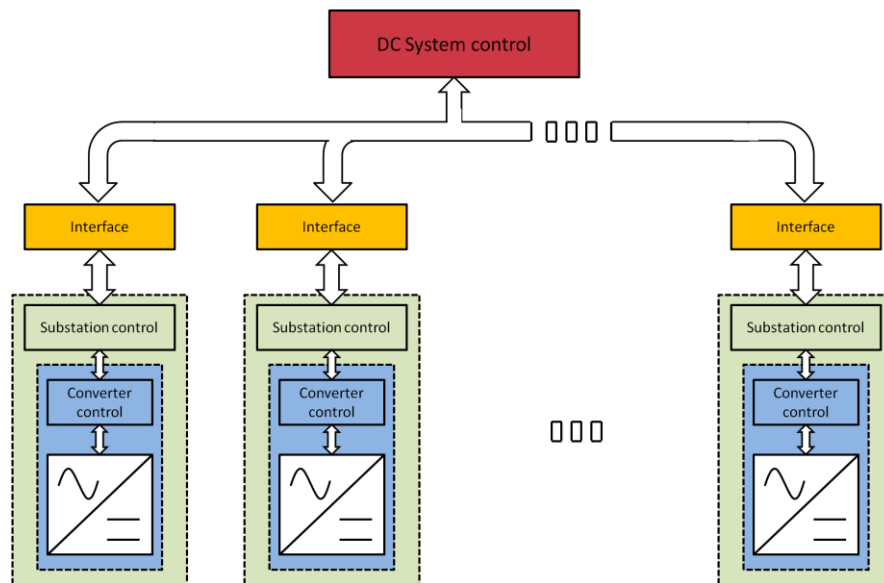 DC System control
Interface
Interface
Interface
Substation control
Substation control
Substation control
Converter
control
Converter
control
Converter
control